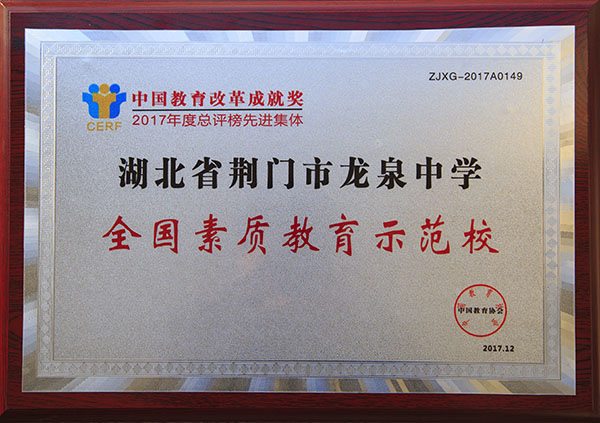 ZJXG-2017A0149
中国教育改革成就奖
2017年度总评榜先进集体
CERF
湖北省荆门市龙泉中学
全国素质教育示范校
中国教育协会
2017.12